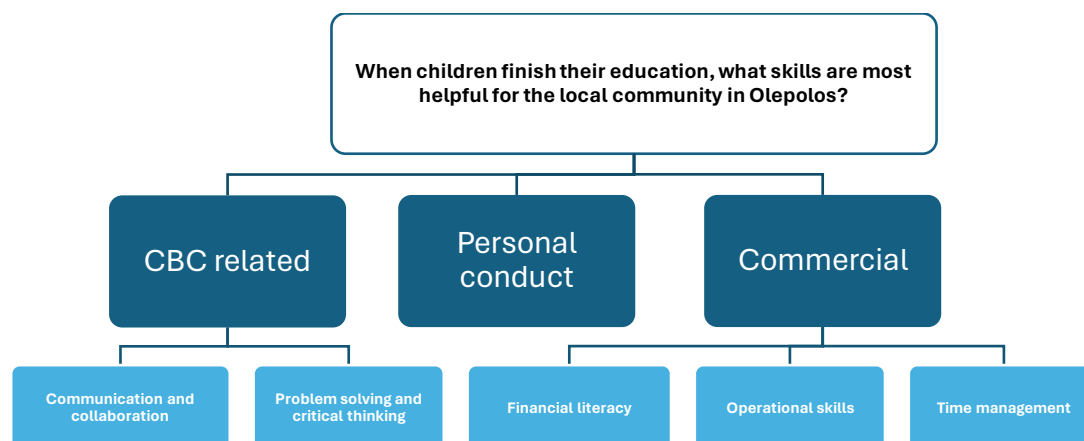 When children finish their education, what skills are most
helpful for the local community in Olepolos?
CBC related
Personal
conduct
Commercial
Communication and
collaboration
Problem solving and
critical thinking
Financial literacy
Operational skills
Time management